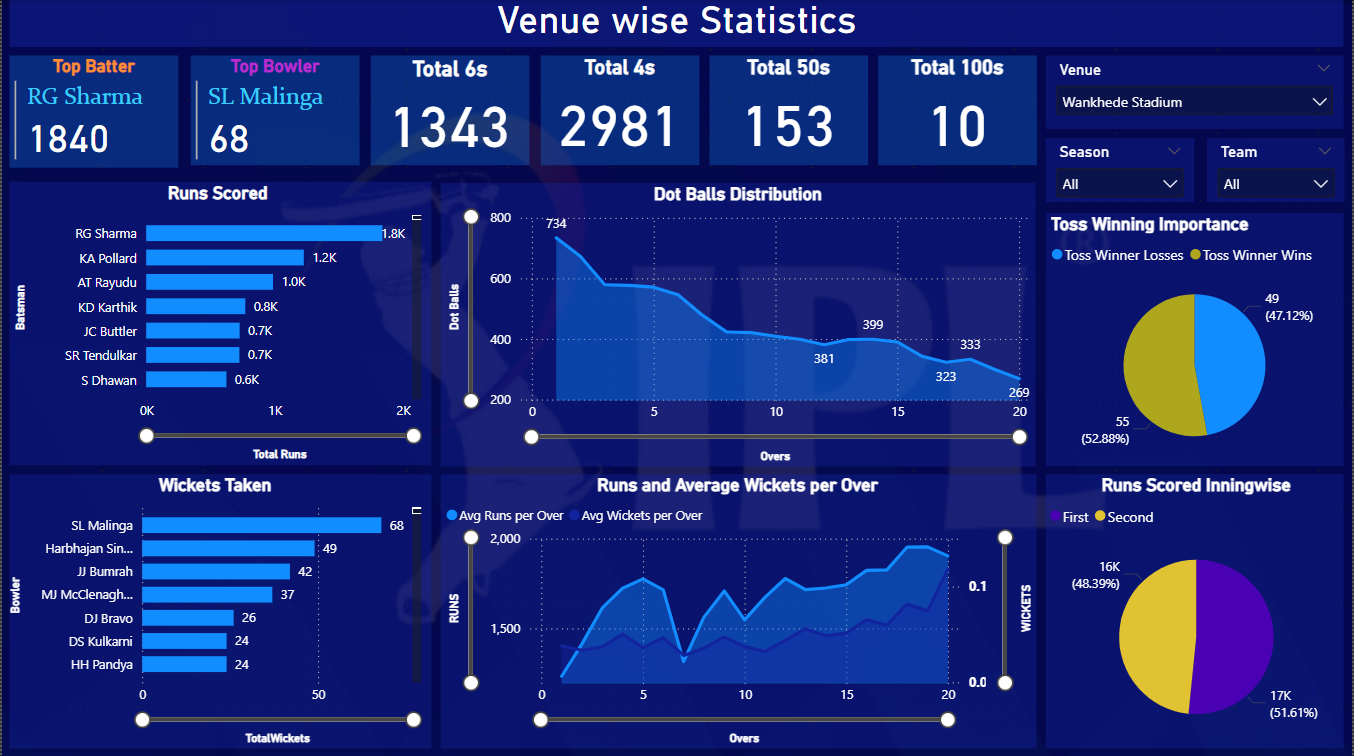 Venue wise Statistics
Top Batter
RG Sharma
1840
Top Bowler
SL Malinga
68
Total 6s
1343
Total 4s
2981
Total 50s
153
Total 100s
10
Venue
Wankhede Stadium
Season
All
Team
All
Runs Scored
Batsman
RG Sharma 1.8K
KA Pollard 1.2K
AT Rayudu 1.0K
KD Karthik 0.8K
JC Buttler 0.7K
SR Tendulkar 0.7K
S Dhawan 0.6K
0K 1K 2K
Total Runs
Dot Balls Distribution
Dot Balls
800
600
400
200
734
381
399
323
333
269
0 5 10 15 20
Overs
Toss Winning Importance
Toss Winner Losses Toss Winner Wins
49
(47.12%)
55
(52.88%)
Wickets Taken
Bowler
SL Malinga 68
Harbhajan Sin... 49
JJ Bumrah 42
MJ McClenagh... 37
DJ Bravo 26
DS Kulkarni 24
HH Pandya 24
0 50
TotalWickets
Runs and Average Wickets per Over
Avg Runs per Over Avg Wickets per Over
RUNS
2,000
1,500
0.1
0.0
WICKETS
0 5 10 15 20
Overs
Runs Scored Inningwise
First Second
16K
(48.39%)
17K
(51.61%)
IPL
(R)